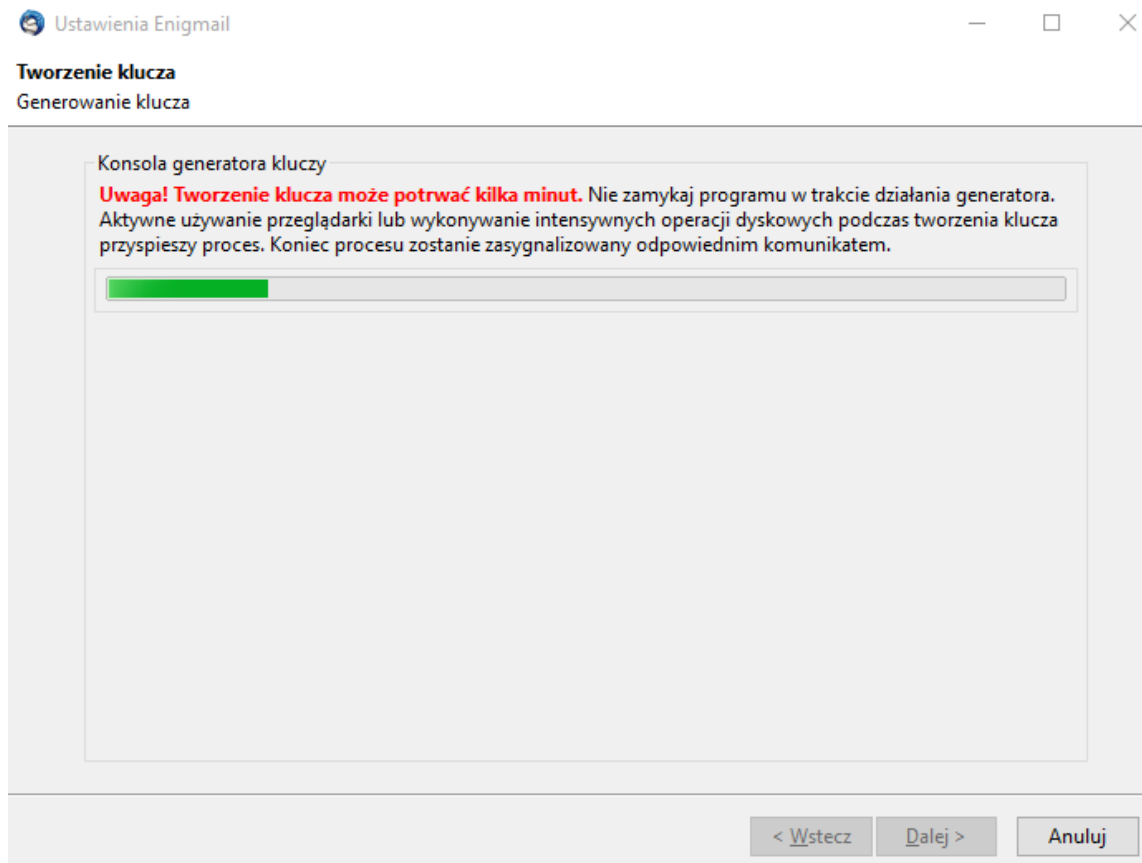 Ustawienia Enigmail
Tworzenie klucza
Generowanie klucza
Konsola generatora kluczy
Uwaga! Tworzenie klucza może potrwać kilka minut. Nie zamykaj programu w trakcie działania generatora.
Aktywne używanie przeglądarki lub wykonywanie intensywnych operacji dyskowych podczas tworzenia klucza
przyspieszy proces. Koniec procesu zostanie zasygnalizowany odpowiednim komunikatem.
< Wstecz
Dalej >
Anuluj